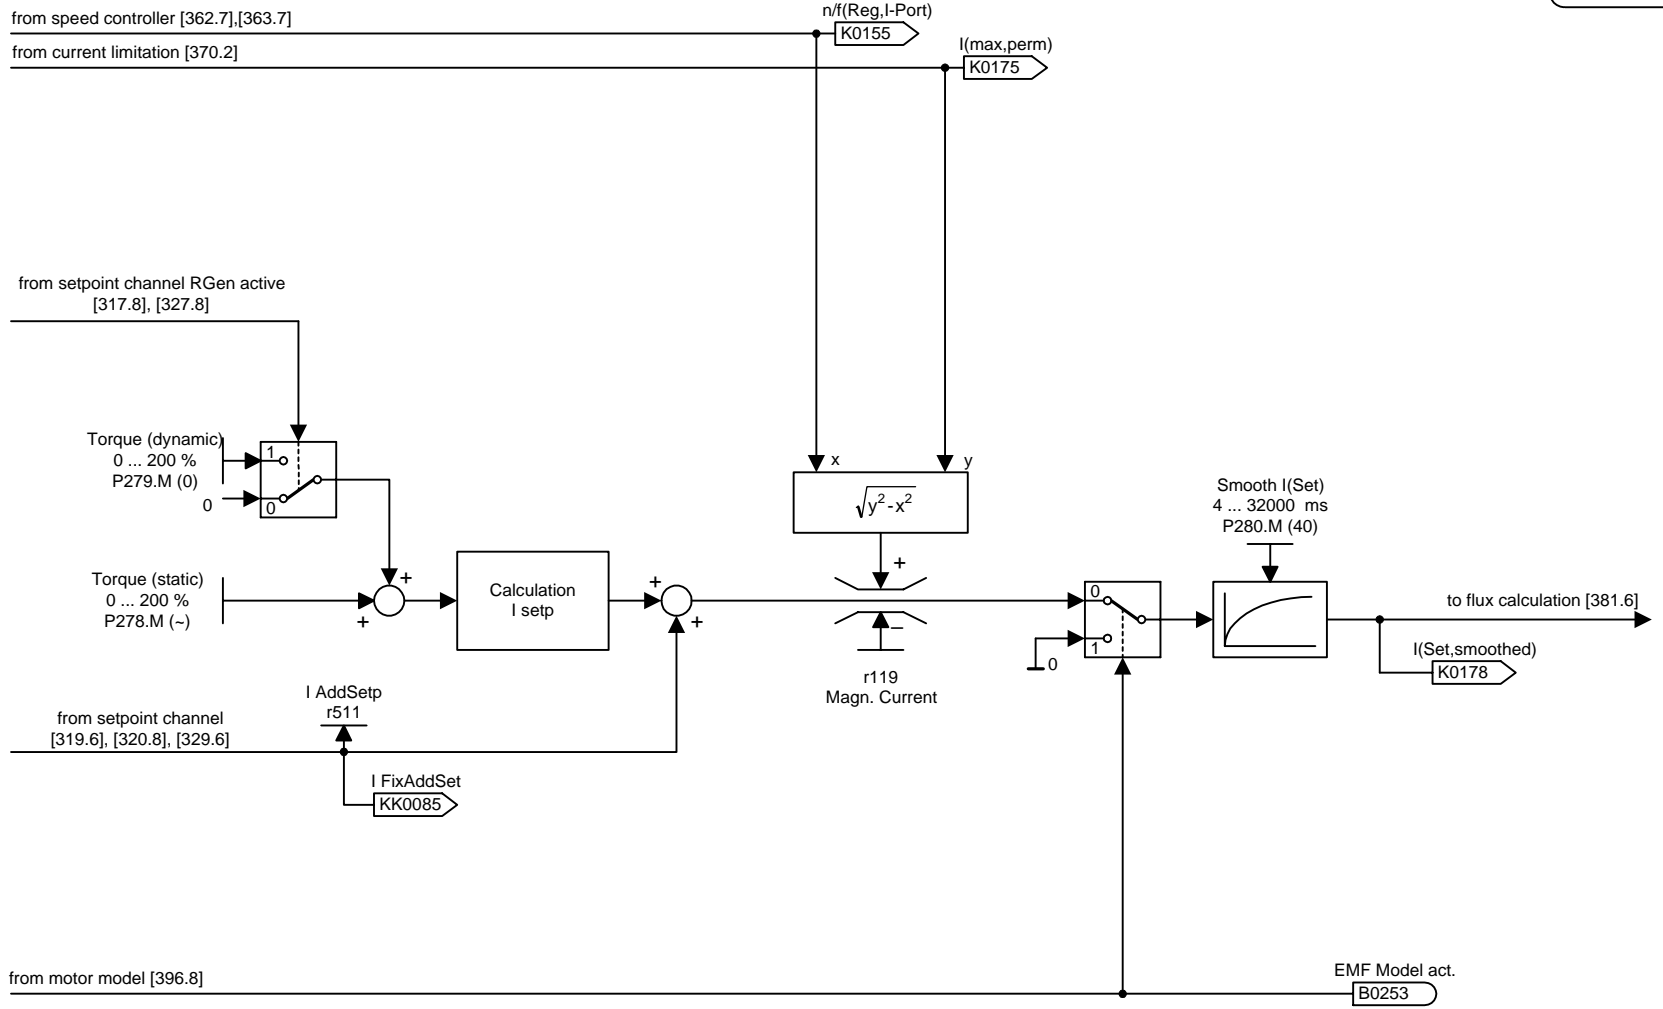 from speed controller [362.7],[363.7]
n/f(Reg,I-Port)
K0155
from current limitation [370.2]
I(max,perm)
K0175
from setpoint channel RGen active
[317.8], [327.8]
Torque (dynamic)
0 ... 200 %
P279.M (0)
1
0
0
x
y
√y²-x²
Smooth I(Set)
4 ... 32000 ms
P280.M (40)
Torque (static)
0 ... 200 %
P278.M (~)
+
+
Calculation
I setp
+
+
+
–
r119
Magn. Current
0
1
0
to flux calculation [381.6]
I(Set,smoothed)
K0178
I AddSetp
r511
from setpoint channel
[319.6], [320.8], [329.6]
I FixAddSet
KK0085
from motor model [396.8]
EMF Model act.
B0253